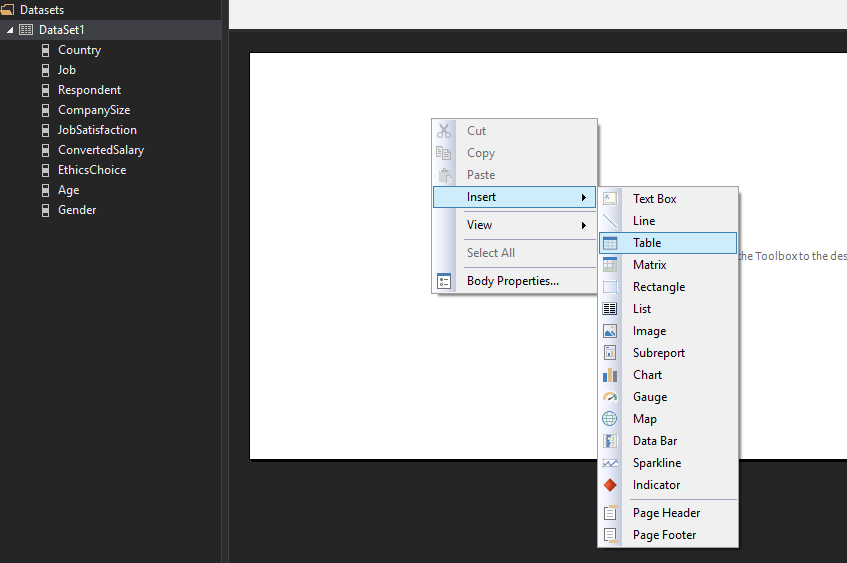 Datasets
DataSet1
Country
Job
Respondent
CompanySize
JobSatisfaction
ConvertedSalary
EthicsChoice
Age
Gender
Cut
Copy
Paste
Insert
View
Select All
Body Properties...
Text Box
Line
Table
Matrix
Rectangle
List
Image
Subreport
Chart
Gauge
Map
Data Bar
Sparkline
Indicator
Page Header
Page Footer
the Toolbox to the des